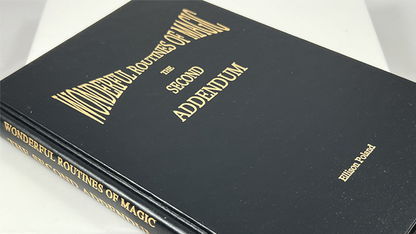 WONDERFUL ROUTINES OF MAGIC
THE
SECOND
ADDENDUM
Ellison Poland
WONDERFUL ROUTINES OF MAGIC
THE SECOND ADDENDUM